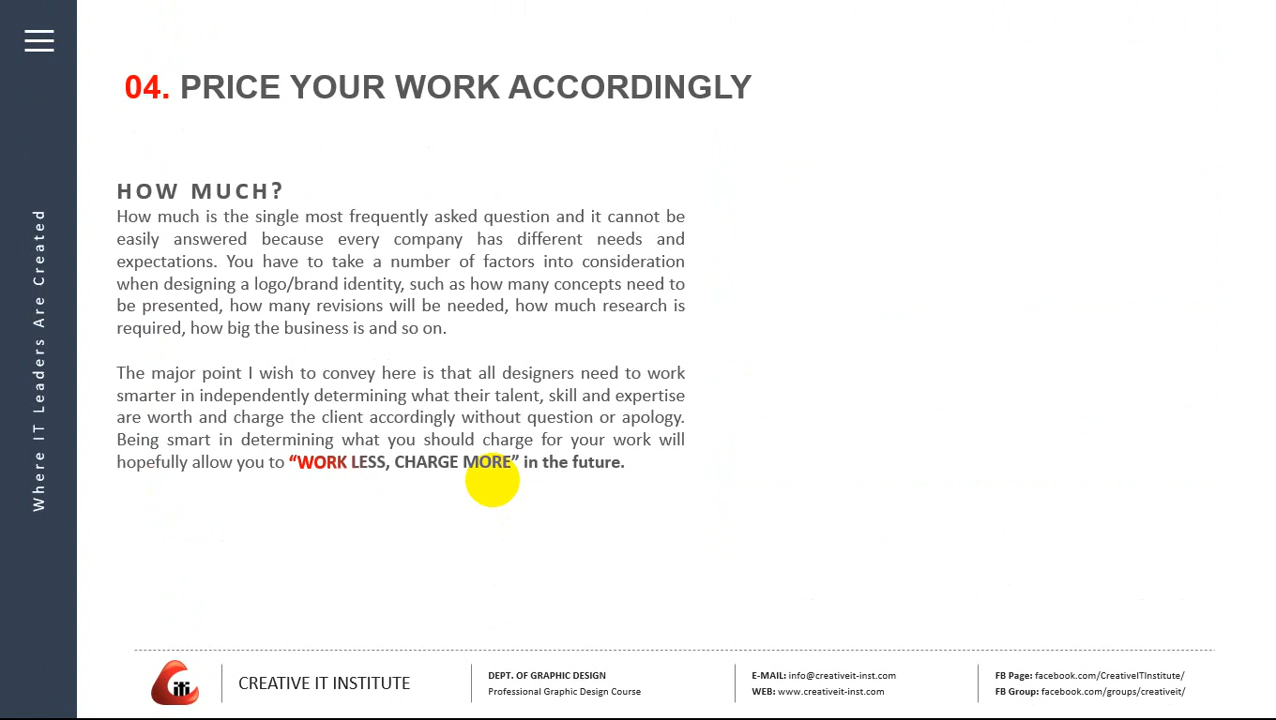 04. PRICE YOUR WORK ACCORDINGLY
HOW MUCH?
How much is the single most frequently asked question and it cannot be
easily answered because every company has different needs and
expectations. You have to take a number of factors into consideration
when designing a logo/brand identity, such as how many concepts need to
be presented, how many revisions will be needed, how much research is
required, how big the business is and so on.
The major point I wish to convey here is that all designers need to work
smarter in independently determining what their talent, skill and expertise
are worth and charge the client accordingly without question or apology.
Being smart in determining what you should charge for your work will
hopefully allow you to “WORK LESS, CHARGE MORE” in the future.
Where IT Leaders Are Created
iti
CREATIVE IT INSTITUTE
DEPT. OF GRAPHIC DESIGN
Professional Graphic Design Course
E-MAIL: info@creativeit-inst.com
WEB: www.creativeit-inst.com
FB Page: facebook.com/CreativeITInstitute/
FB Group: facebook.com/groups/creativeit/